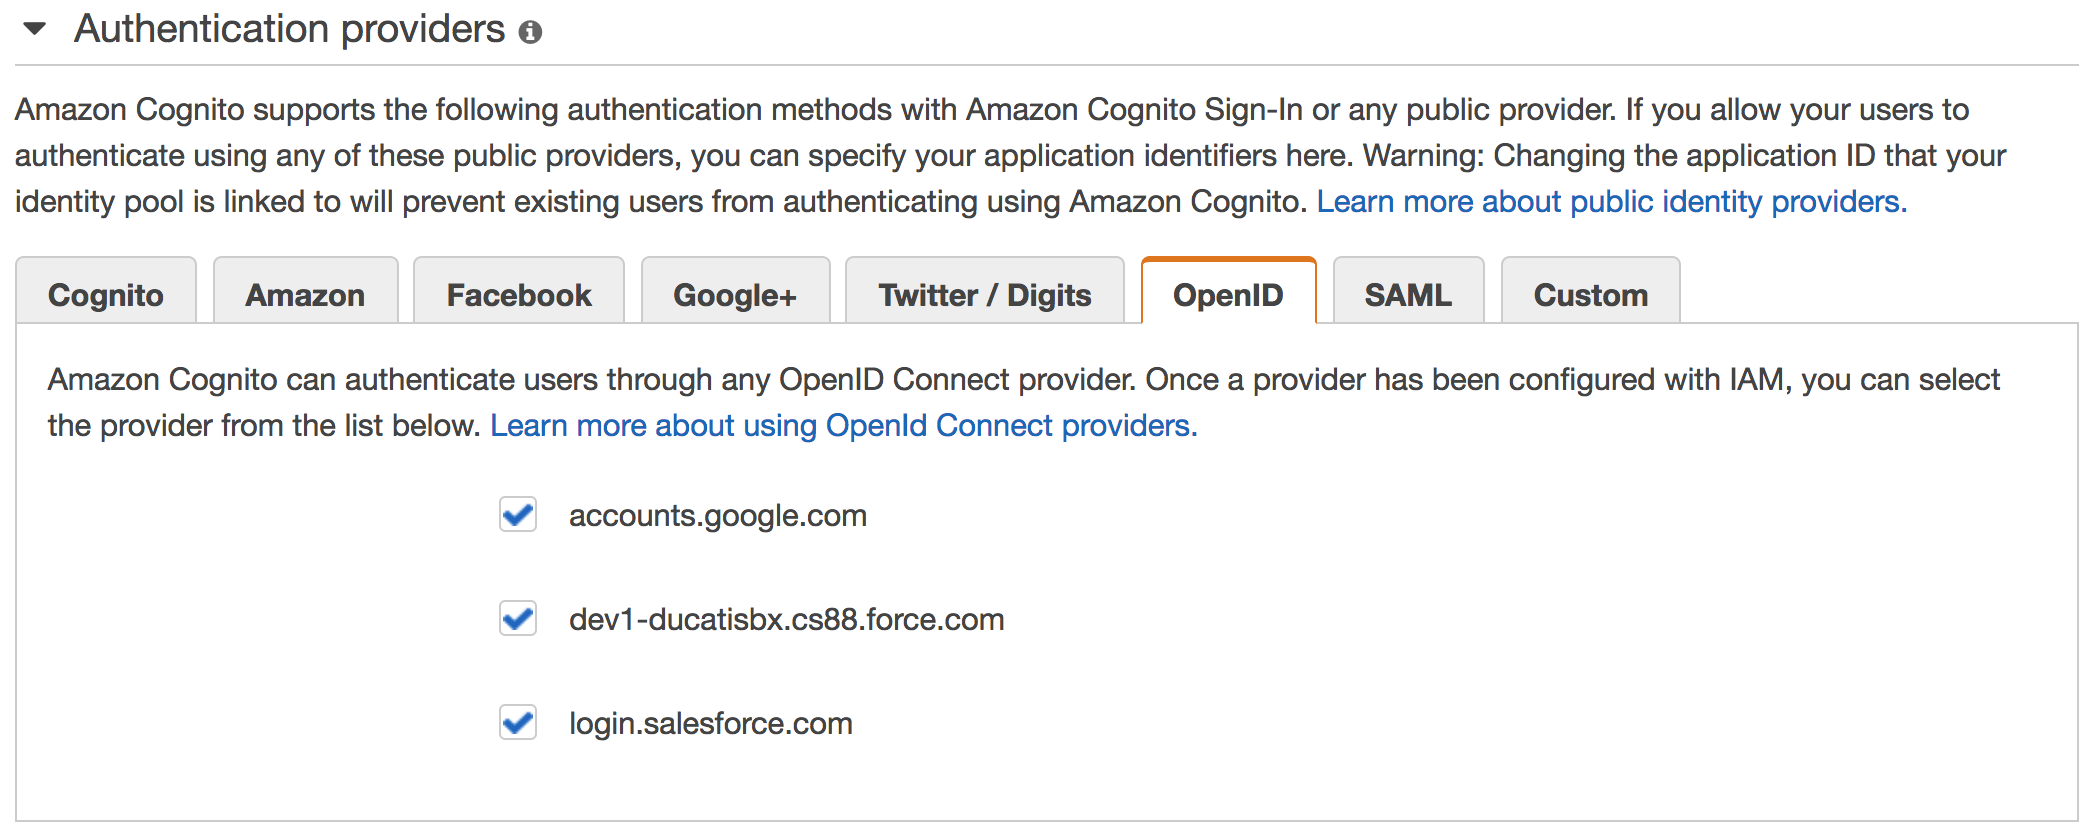 Authentication providers
Amazon Cognito supports the following authentication methods with Amazon Cognito Sign-In or any public provider. If you allow your users to
authenticate using any of these public providers, you can specify your application identifiers here. Warning: Changing the application ID that your
identity pool is linked to will prevent existing users from authenticating using Amazon Cognito. Learn more about public identity providers.
Cognito Amazon Facebook Google+ Twitter / Digits OpenID SAML Custom
Amazon Cognito can authenticate users through any OpenID Connect provider. Once a provider has been configured with IAM, you can select
the provider from the list below. Learn more about using OpenId Connect providers.
accounts.google.com
dev1-ducatisbx.cs88.force.com
login.salesforce.com